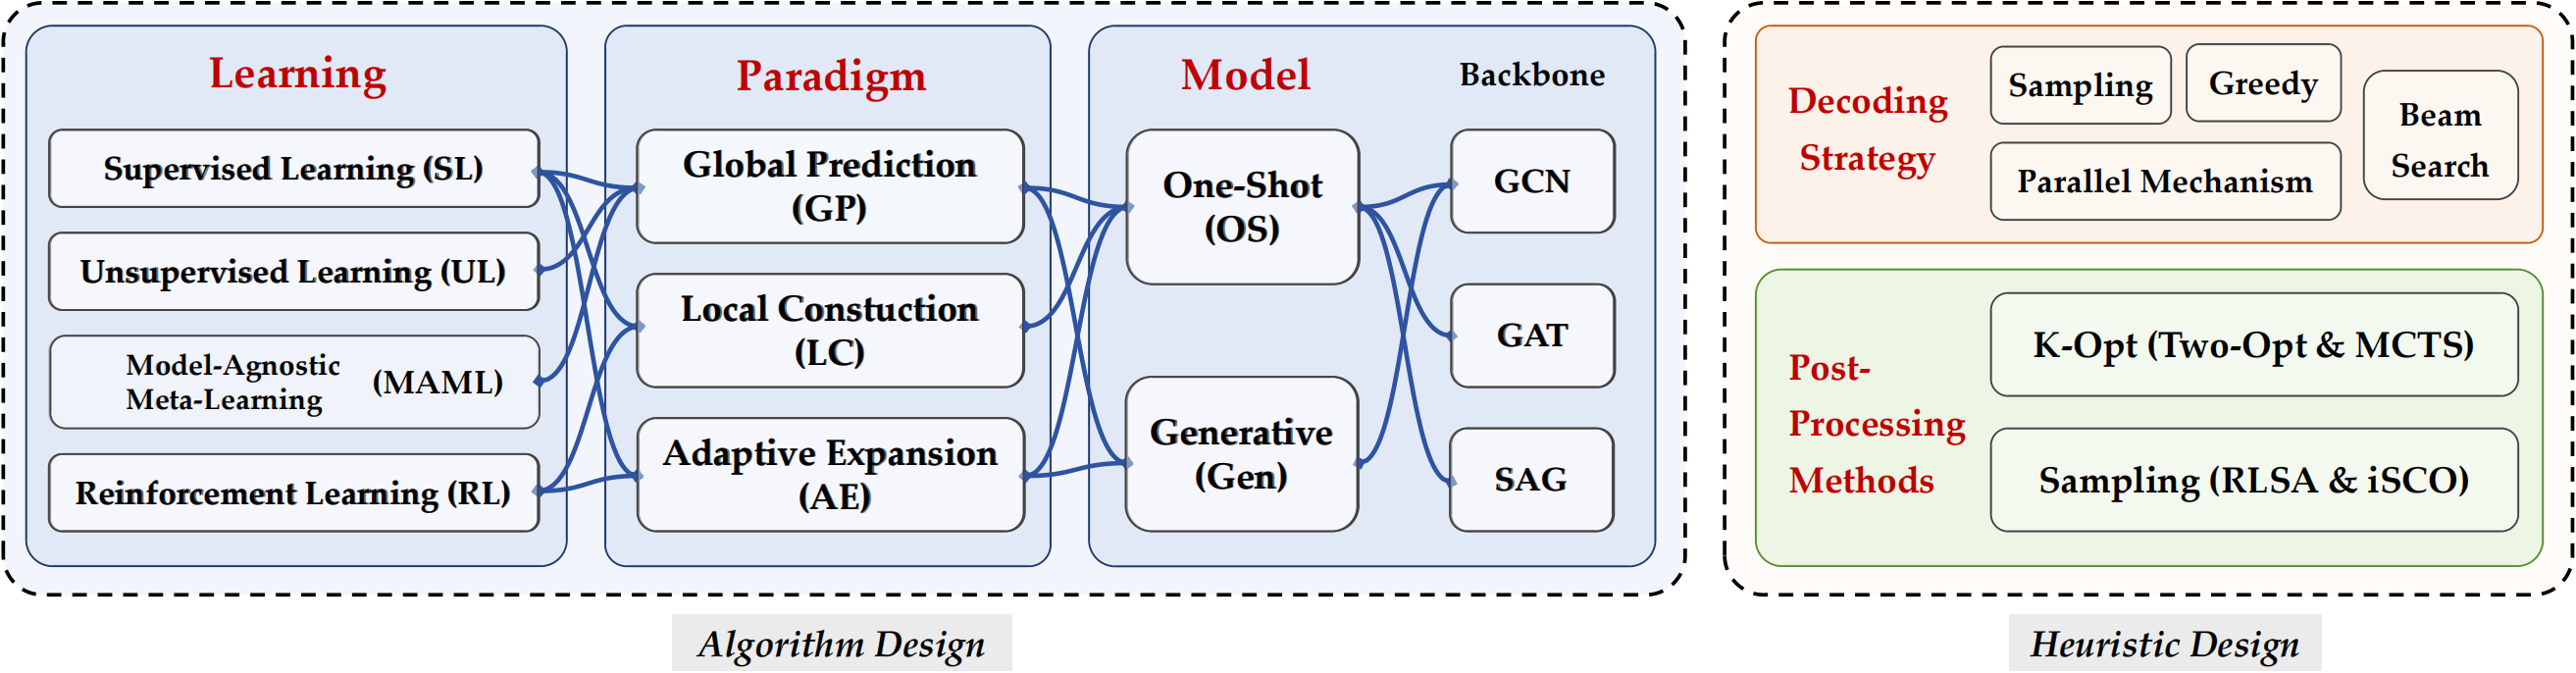 Learning
Supervised Learning (SL)
Unsupervised Learning (UL)
Model-Agnostic
Meta-Learning
(MAML)
Reinforcement Learning (RL)
Paradigm
Global Prediction
(GP)
Local Constuction
(LC)
Adaptive Expansion
(AE)
Model
Backbone
One-Shot
(OS)
Generative
(Gen)
GCN
GAT
SAG
Algorithm Design
Decoding
Strategy
Sampling
Greedy
Parallel Mechanism
Beam
Search
Post-
Processing
Methods
K-Opt (Two-Opt & MCTS)
Sampling (RLSA & iSCO)
Heuristic Design